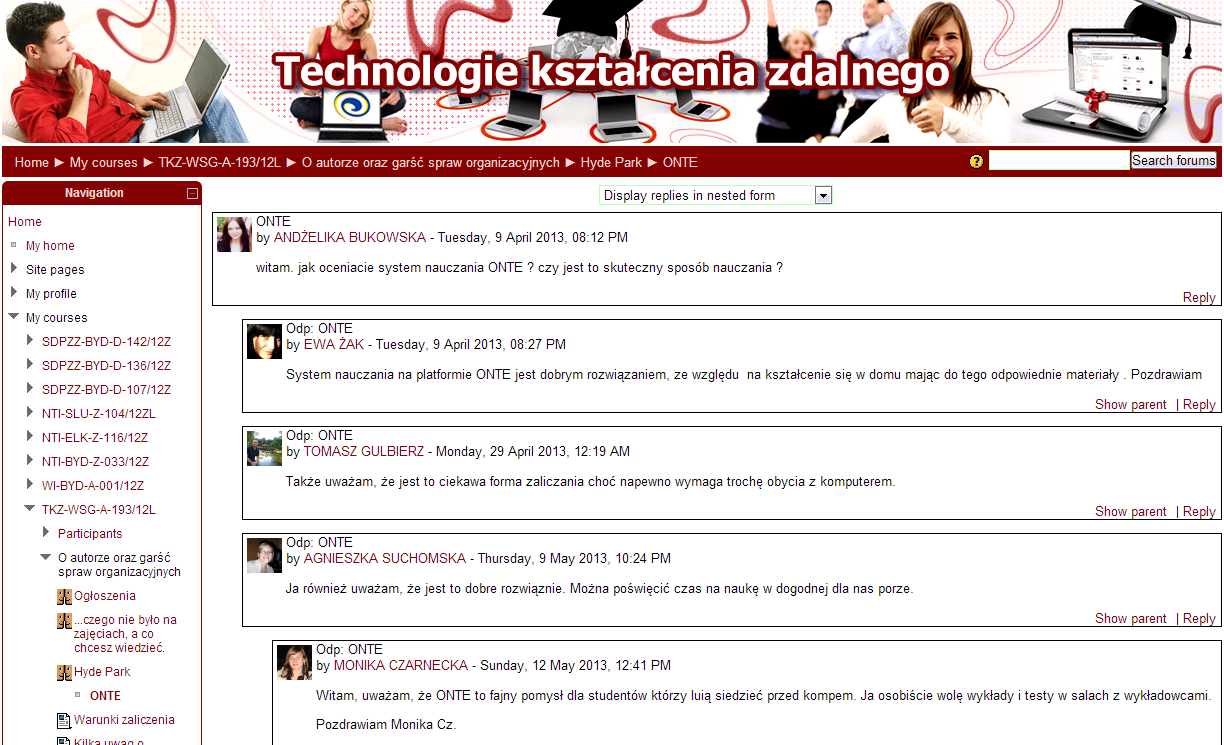 Technologie kształcenia zdalnego
Home ► My courses ► TKZ-WSG-A-193/12L ► O autorze oraz garść spraw organizacyjnych ► Hyde Park ► ONTE
Search forums
Navigation
Home
My home
Site pages
My profile
My courses
SDPZZ-BYD-D-142/12Z
SDPZZ-BYD-D-136/12Z
SDPZZ-BYD-D-107/12Z
NTI-SLU-Z-104/12ZL
NTI-ELK-Z-116/12Z
NTI-BYD-Z-033/12Z
WI-BYD-A-001/12Z
TKZ-WSG-A-193/12L
Participants
O autorze oraz garść
spraw organizacyjnych
Ogłoszenia
...czego nie było na
zajęciach, a co
chcesz wiedzieć.
Hyde Park
ONTE
Warunki zaliczenia
Kilka uwag o
Display replies in nested form
ONTE
by ANDŻELIKA BUKOWSKA - Tuesday, 9 April 2013, 08:12 PM
witam. jak oceniacie system nauczania ONTE ? czy jest to skuteczny sposób nauczania ?
Reply
Odp: ONTE
by EWA ŻAK - Tuesday, 9 April 2013, 08:27 PM
System nauczania na platformie ONTE jest dobrym rozwiązaniem, ze względu  na kształcenie się w domu mając do tego odpowiednie materiały . Pozdrawiam
Show parent | Reply
Odp: ONTE
by TOMASZ GULBIERZ - Monday, 29 April 2013, 12:19 AM
Także uważam, że jest to ciekawa forma zaliczania choć napewno wymaga trochę obycia z komputerem.
Show parent | Reply
Odp: ONTE
by AGNIESZKA SUCHOMSKA - Thursday, 9 May 2013, 10:24 PM
Ja również uważam, że jest to dobre rozwiąznie. Można poświęcić czas na naukę w dogodnej dla nas porze.
Show parent | Reply
Odp: ONTE
by MONIKA CZARNECKA - Sunday, 12 May 2013, 12:41 PM
Witam, uważam, że ONTE to fajny pomysł dla studentów którzy luią siedzieć przed kompem. Ja osobiście wolę wykłady i testy w salach z wykładowcami.
Pozdrawiam Monika Cz.